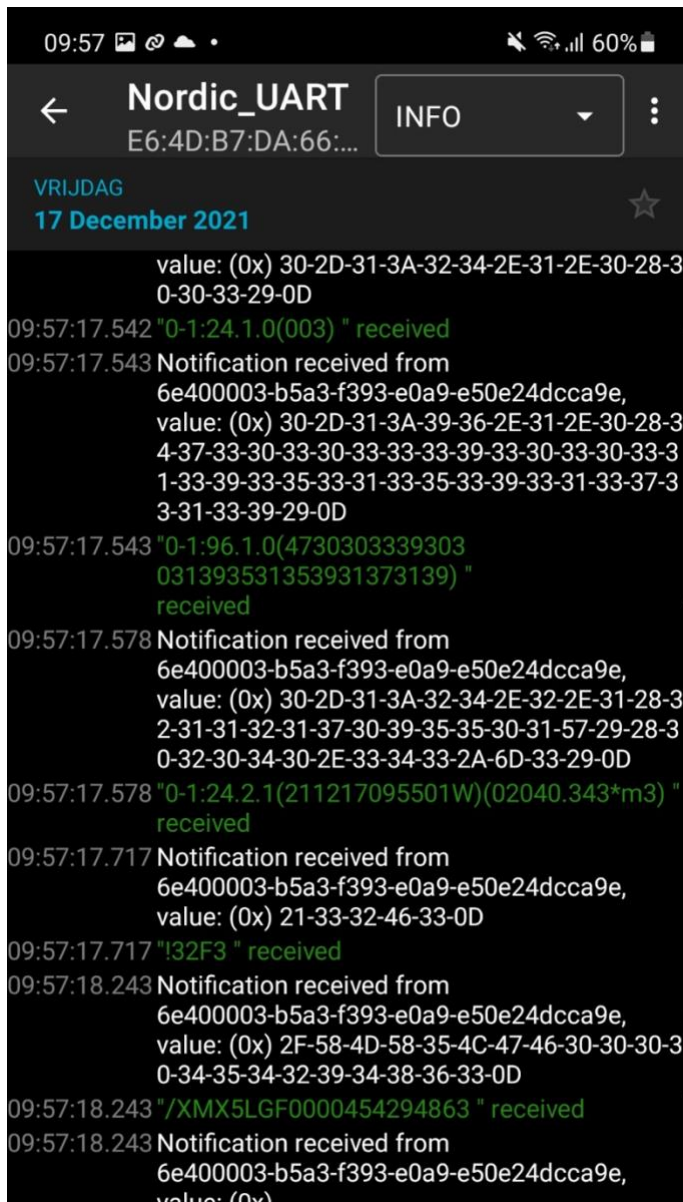 09:57
60%
Nordic_UART
E6:4D:B7:DA:66:...
INFO
VRIJDAG
17 December 2021
value: (0x) 30-2D-31-3A-32-34-2E-31-2E-30-28-3
0-30-33-29-0D
09:57:17.542 "0-1:24.1.0(003) " received
09:57:17.543 Notification received from
6e400003-b5a3-f393-e0a9-e50e24dcca9e,
value: (0x) 30-2D-31-3A-39-36-2E-31-2E-30-28-3
4-37-33-30-33-30-33-33-33-39-33-30-33-30-33-3
1-33-39-33-35-33-31-33-35-33-39-33-31-33-37-3
3-31-33-39-29-0D
09:57:17.543 "0-1:96.1.0(4730303339303
031393531353931373139) "
received
09:57:17.578 Notification received from
6e400003-b5a3-f393-e0a9-e50e24dcca9e,
value: (0x) 30-2D-31-3A-32-34-2E-32-2E-31-28-3
2-31-31-32-31-37-30-39-35-35-30-31-57-29-28-3
0-32-30-34-30-2E-33-34-33-2A-6D-33-29-0D
09:57:17.578 "0-1:24.2.1(211217095501W)(02040.343*m3) "
received
09:57:17.717 Notification received from
6e400003-b5a3-f393-e0a9-e50e24dcca9e,
value: (0x) 21-33-32-46-33-0D
09:57:17.717 "!32F3 " received
09:57:18.243 Notification received from
6e400003-b5a3-f393-e0a9-e50e24dcca9e,
value: (0x) 2F-58-4D-58-35-4C-47-46-30-30-30-3
0-34-35-34-32-39-34-38-36-33-0D
09:57:18.243 "/XMX5LGF0000454294863 " received
09:57:18.243 Notification received from
6e400003-b5a3-f393-e0a9-e50e24dcca9e,
value: (0x)